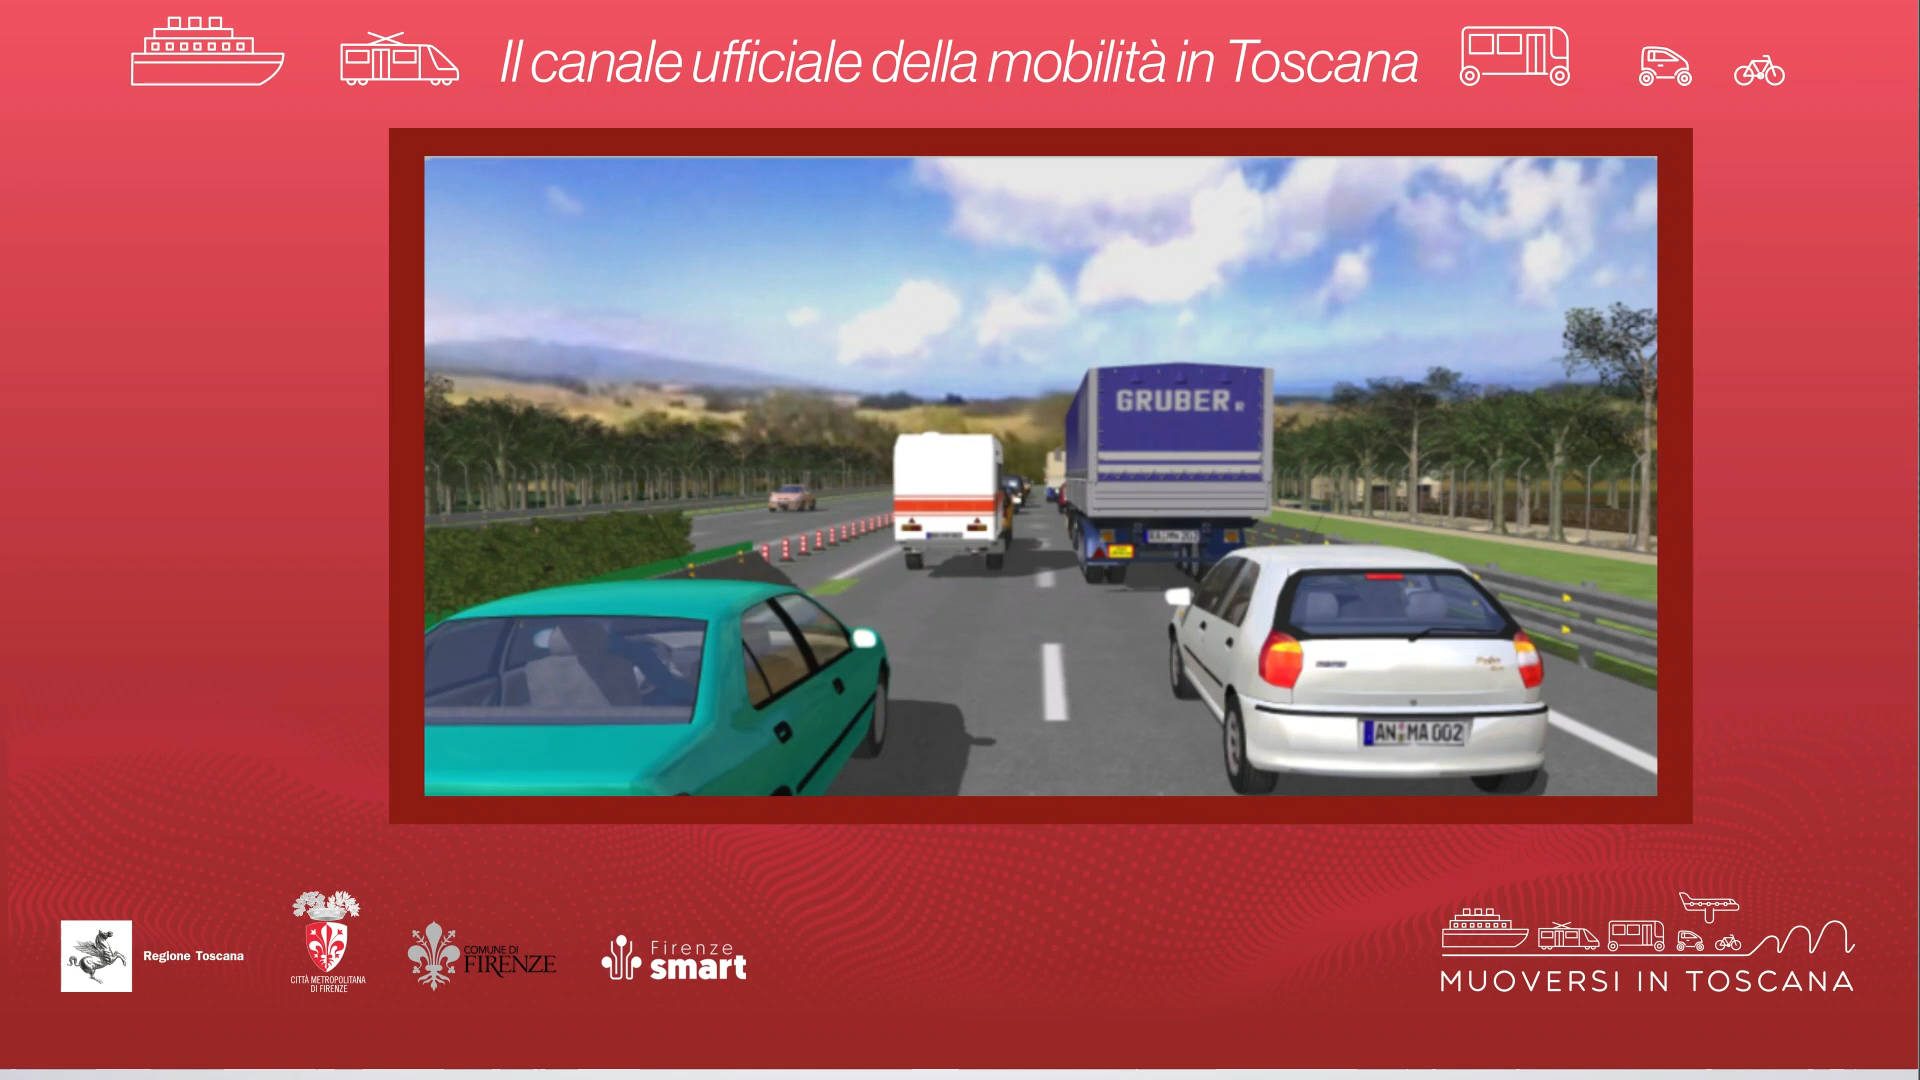 Il canale ufficiale della mobilità in Toscana
GRUBER
AN MA 002
Regione Toscana
CITTÀ METROPOLITANA
DI FIRENZE
COMUNE DI
FIRENZE
Firenze
smart
MUOVERSI IN TOSCANA